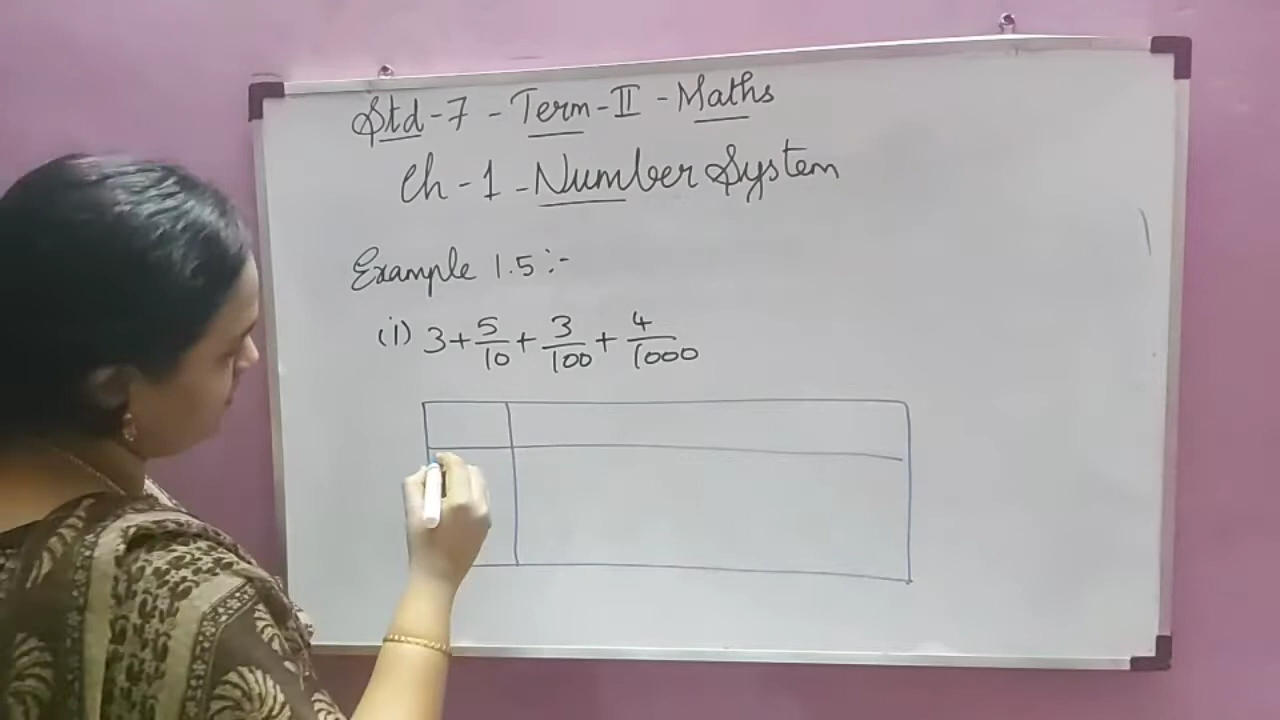 Std-7 - Term-II - Maths
Ch-1-Number System
Example 1.5:-
(i) 3+5/10+3/100+4/1000